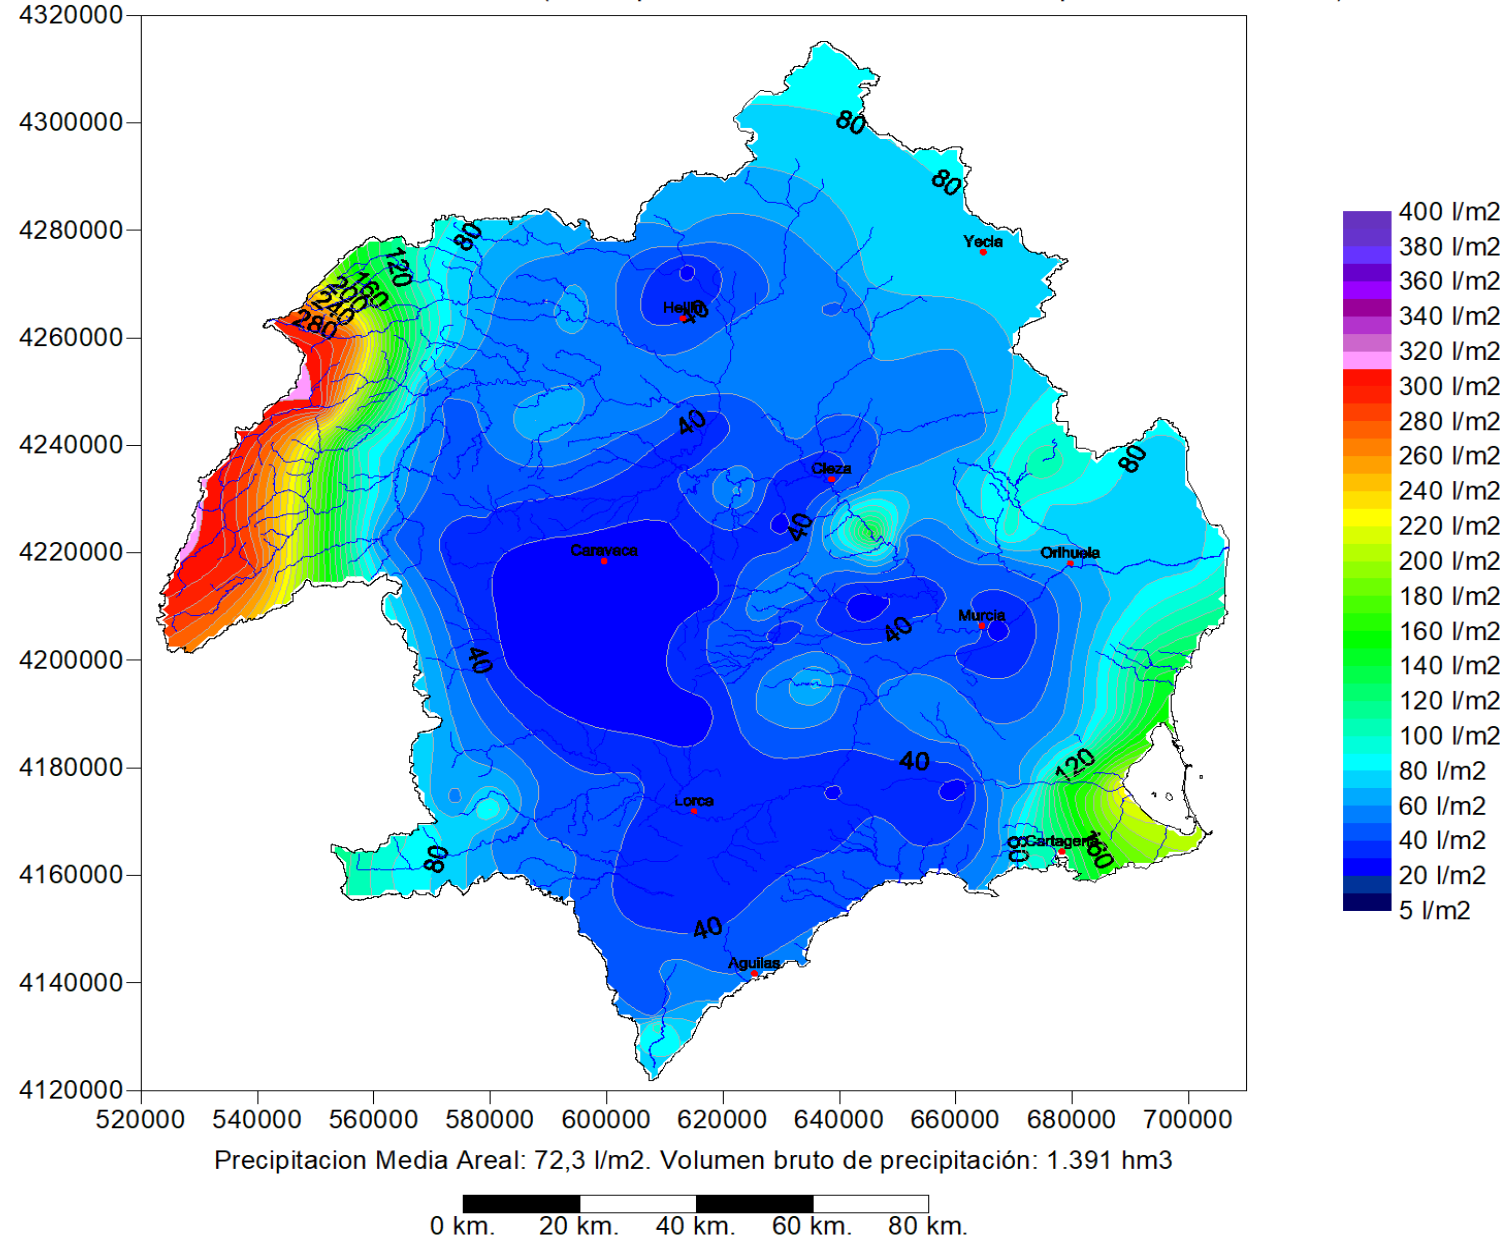 4320000
4300000
4280000
4260000
4240000
4220000
4200000
4180000
4160000
4140000
4120000
520000 540000 560000 580000 600000 620000 640000 660000 680000 700000
80
80
80
Yecla
120
160
200
240
280
Hellín
40
40
Cieza
80
40
Caravaca
Orihuela
Murcia
40
40
40
120
Lorca
80
Cartagena
160
80
40
Aguilas
400 l/m2
380 l/m2
360 l/m2
340 l/m2
320 l/m2
300 l/m2
280 l/m2
260 l/m2
240 l/m2
220 l/m2
200 l/m2
180 l/m2
160 l/m2
140 l/m2
120 l/m2
100 l/m2
80 l/m2
60 l/m2
40 l/m2
20 l/m2
5 l/m2
Precipitacion Media Areal: 72,3 l/m2. Volumen bruto de precipitación: 1.391 hm3
0 km. 20 km. 40 km. 60 km. 80 km.